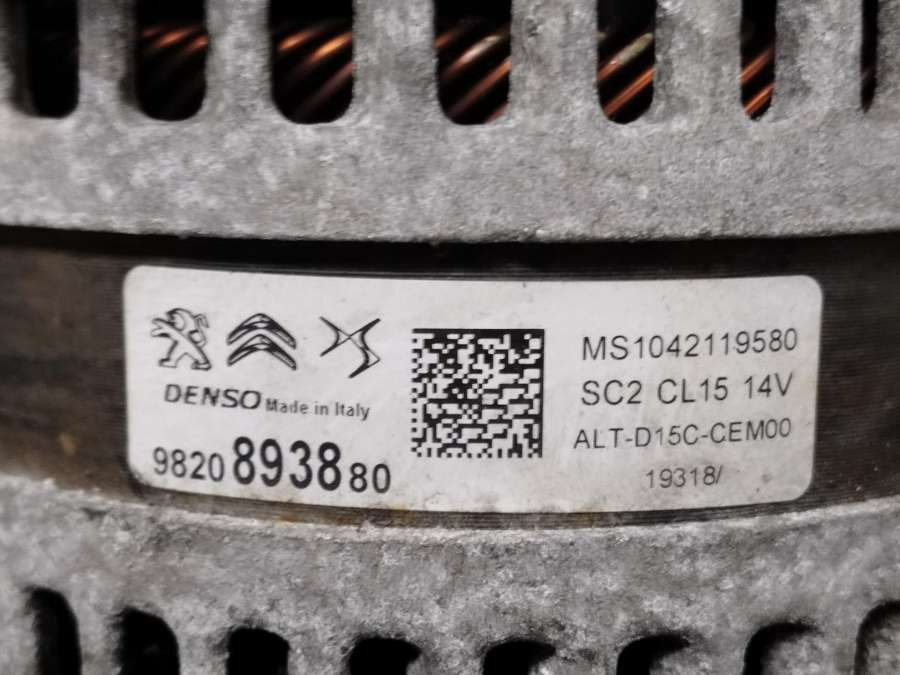 DENSO Made in Italy
9820893880
MS1042119580
SC2 CL15 14V
ALT-D15C-CEM00
19318/